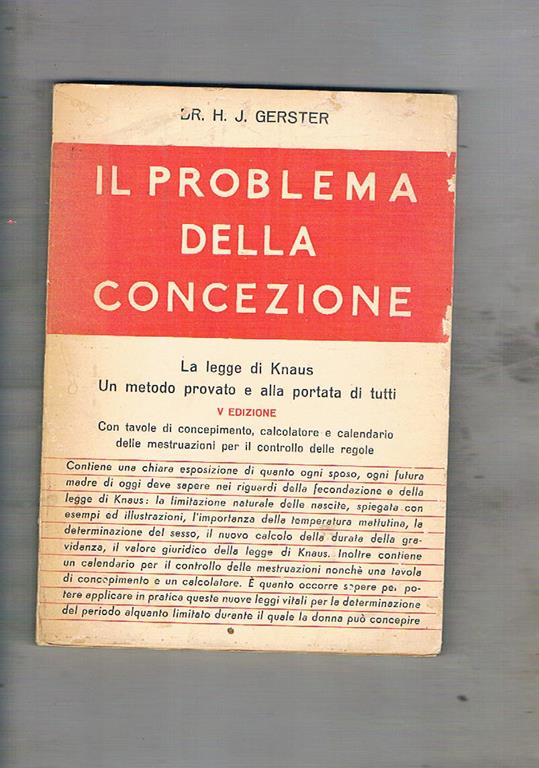 DR. H. J. GERSTER
IL PROBLEMA
DELLA
CONCEZIONE
La legge di Knaus
Un metodo provato e alla portata di tutti
V EDIZIONE
Con tavole di concepimento, calcolatore e calendario
delle mestruazioni per il controllo delle regole
Contiene una chiara esposizione di quanto ogni sposo, ogni futura
madre di oggi deve sapere nei riguardi della fecondazione e della
legge di Knaus: la limitazione naturale delle nascite, spiegata con
esempi ed illustrazioni, l'importanza della temperatura mattutina, la
determinazione del sesso, il nuovo calcolo della durata della gra-
vidanza, il valore giuridico della legge di Knaus. Inoltre contiene
un calendario per il controllo delle mestruazioni nonchè una tavola
di concepimento e un calcolatore. È quanto occorre sapere per po-
tere applicare in pratica queste nuove leggi vitali per la determinazione
del periodo alquanto limitato durante il quale la donna può concepire